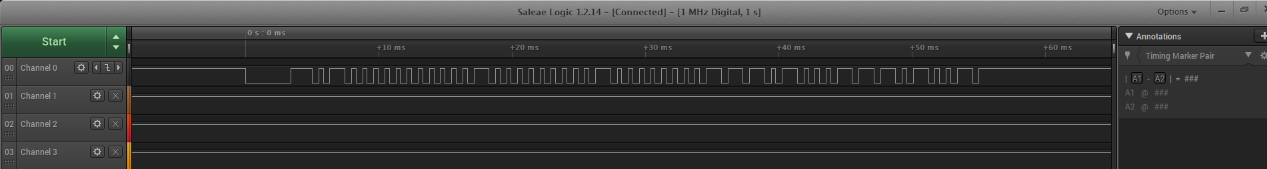 Saleae Logic 1.2.14 - [Connected] - [1 MHz Digital, 1 s]
Options
Start
0 s : 0 ms
+10 ms
+20 ms
+30 ms
+40 ms
+50 ms
+60 ms
Annotations
Timing Marker Pair
| A1 - A2 | = ###
A1 @ ###
A2 @ ###
00 Channel 0
01 Channel 1
02 Channel 2
03 Channel 3